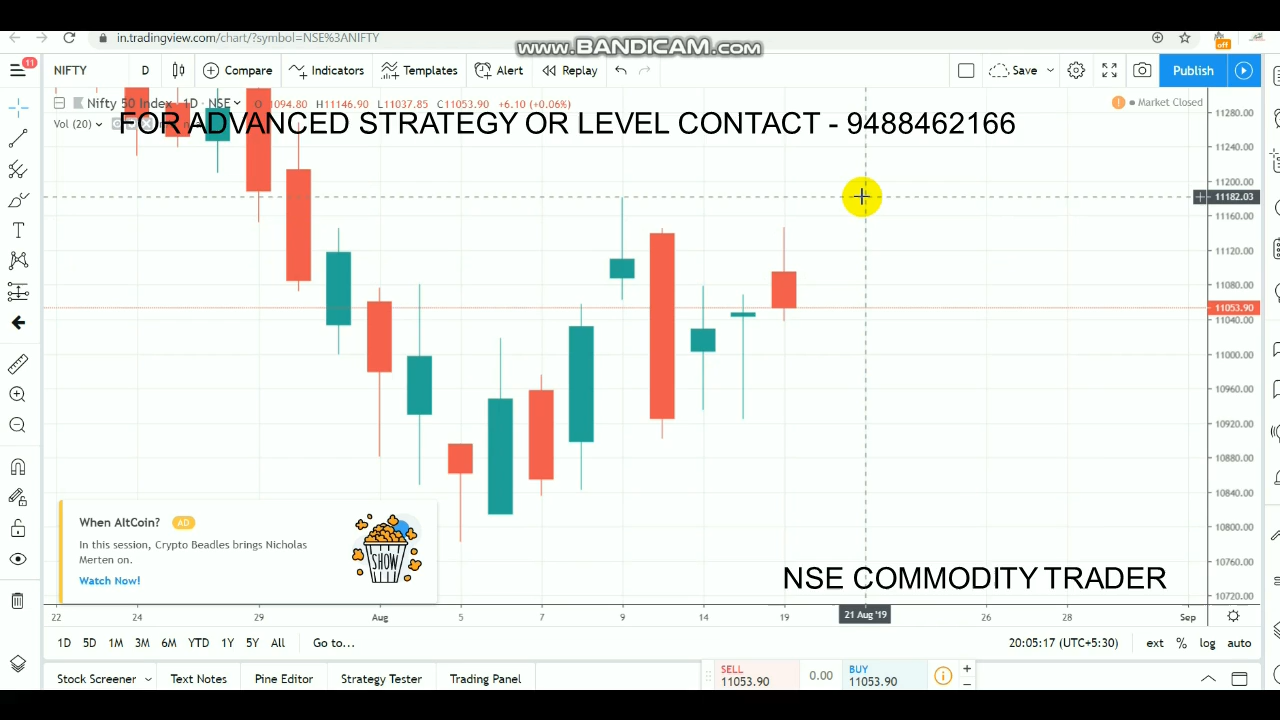 in.tradingview.com/chart/?symbol=NSE%3ANIFTY
www.BANDICAM.com
off
11
NIFTY
D
Compare
Indicators
Templates
Alert
Replay
Save
Publish
Nifty 50 Index · 1D · NSE
O11094.80 H11146.90 L11037.85 C11053.90 +6.10 (+0.06%)
Market Closed
Vol (20)
FOR ADVANCED STRATEGY OR LEVEL CONTACT - 9488462166
11280.00
11240.00
11200.00
11182.03
11160.00
11120.00
11080.00
11053.90
11040.00
11000.00
10960.00
10920.00
10880.00
10840.00
10800.00
10760.00
10720.00
When AltCoin? AD
In this session, Crypto Beadles brings Nicholas
Merten on.
Watch Now!
SHOW
NSE COMMODITY TRADER
22 24 29 Aug 5 7 9 14 19 21 Aug '19 26 28 Sep
1D 5D 1M 3M 6M YTD 1Y 5Y All Go to...
20:05:17 (UTC+5:30) ext % log auto
Stock Screener Text Notes Pine Editor Strategy Tester Trading Panel
SELL
11053.90
0.00
BUY
11053.90